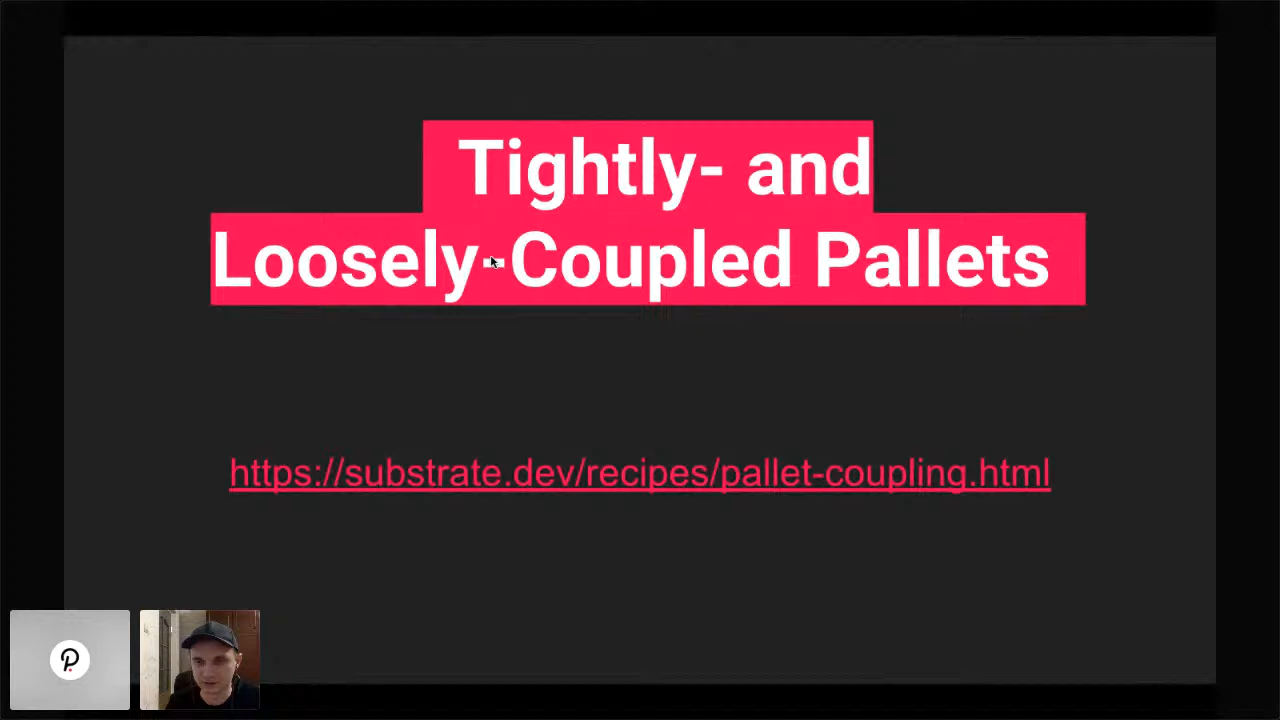 Tightly- and
Loosely-Coupled Pallets
https://substrate.dev/recipes/pallet-coupling.html